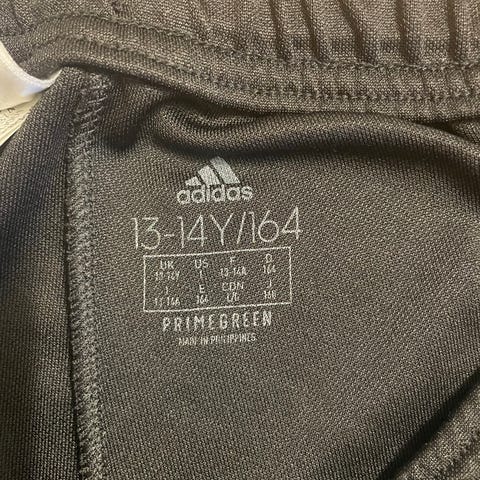 adidas
13-14Y/164
UK US F D
13-14Y L 13-14A 164
I E CDN J
13-14A 164 L/G 160
PRIMEGREEN
MADE IN PHILIPPINES